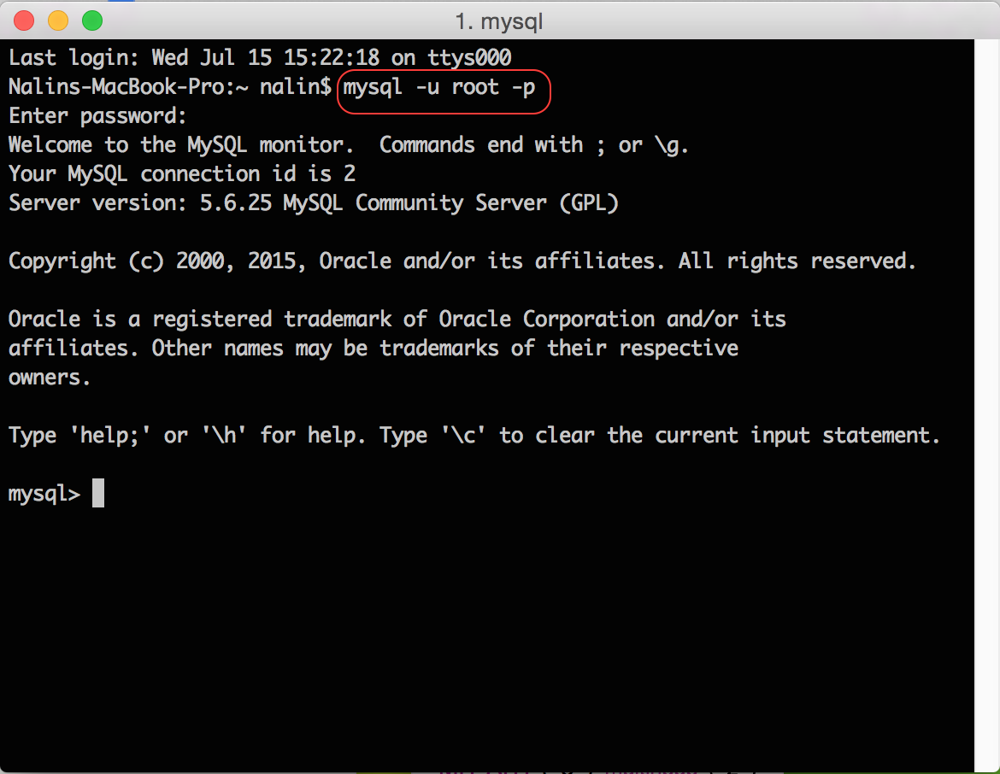 1. mysql
Last login: Wed Jul 15 15:22:18 on ttys000
Nalins-MacBook-Pro:~ nalin$ mysql -u root -p
Enter password:
Welcome to the MySQL monitor.  Commands end with ; or \g.
Your MySQL connection id is 2
Server version: 5.6.25 MySQL Community Server (GPL)
Copyright (c) 2000, 2015, Oracle and/or its affiliates. All rights reserved.
Oracle is a registered trademark of Oracle Corporation and/or its
affiliates. Other names may be trademarks of their respective
owners.
Type 'help;' or '\h' for help. Type '\c' to clear the current input statement.
mysql>